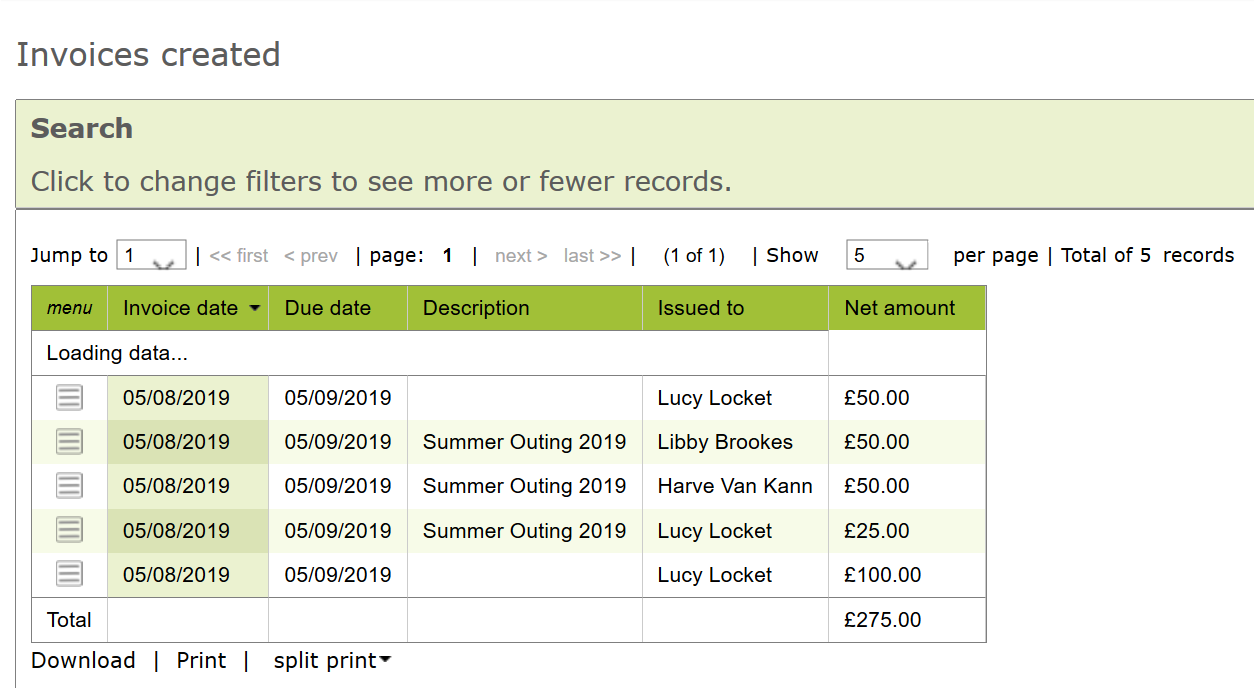 Invoices created
Search
Click to change filters to see more or fewer records.
Jump to 1 | << first < prev | page: 1 | next > last >> | (1 of 1) | Show 5 per page | Total of 5 records
menu Invoice date Due date Description Issued to Net amount
Loading data...
05/08/2019 05/09/2019 Lucy Locket £50.00
05/08/2019 05/09/2019 Summer Outing 2019 Libby Brookes £50.00
05/08/2019 05/09/2019 Summer Outing 2019 Harve Van Kann £50.00
05/08/2019 05/09/2019 Summer Outing 2019 Lucy Locket £25.00
05/08/2019 05/09/2019 Lucy Locket £100.00
Total £275.00
Download | Print | split print